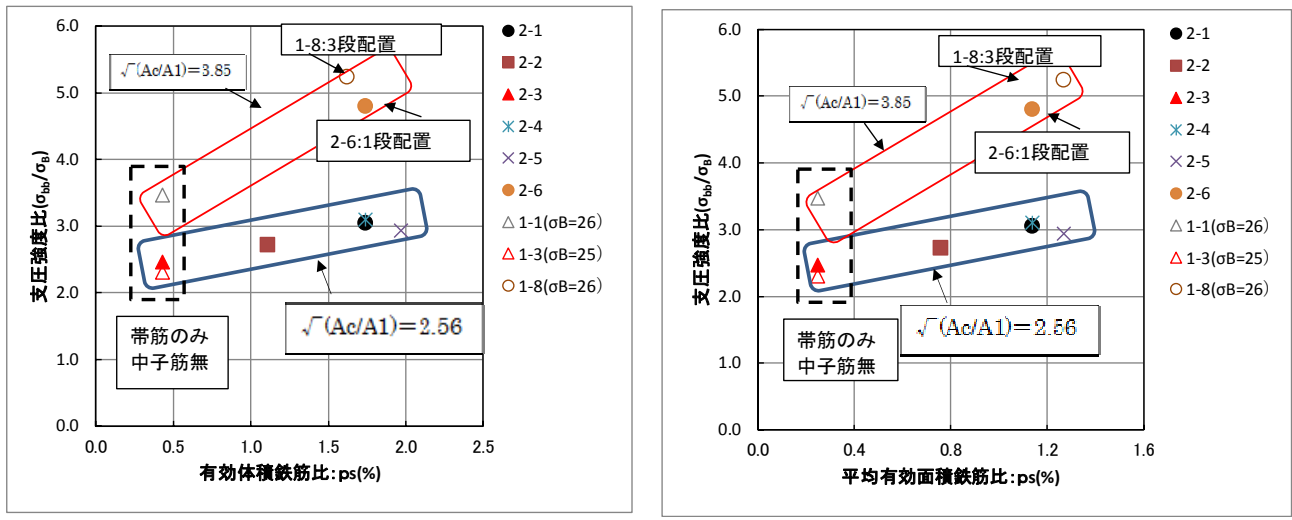 6.0
5.0
4.0
3.0
2.0
1.0
0.0
0.0
0.5
1.0
1.5
2.0
2.5
支圧強度比(σbb/σB)
有効体積鉄筋比:ps(%)
1-8:3段配置
√(Ac/A1)=3.85
2-6:1段配置
√(Ac/A1)=2.56
帯筋のみ
中子筋無
2-1
2-2
2-3
2-4
2-5
2-6
1-1(σB=26)
1-3(σB=25)
1-8(σB=26)
6.0
5.0
4.0
3.0
2.0
1.0
0.0
0.0
0.4
0.8
1.2
1.6
支圧強度比(σbb/σB)
平均有効面積鉄筋比:ps(%)
1-8:3段配置
√(Ac/A1)=3.85
2-6:1段配置
√(Ac/A1)=2.56
帯筋のみ
中子筋無
2-1
2-2
2-3
2-4
2-5
2-6
1-1(σB=26)
1-3(σB=25)
1-8(σB=26)